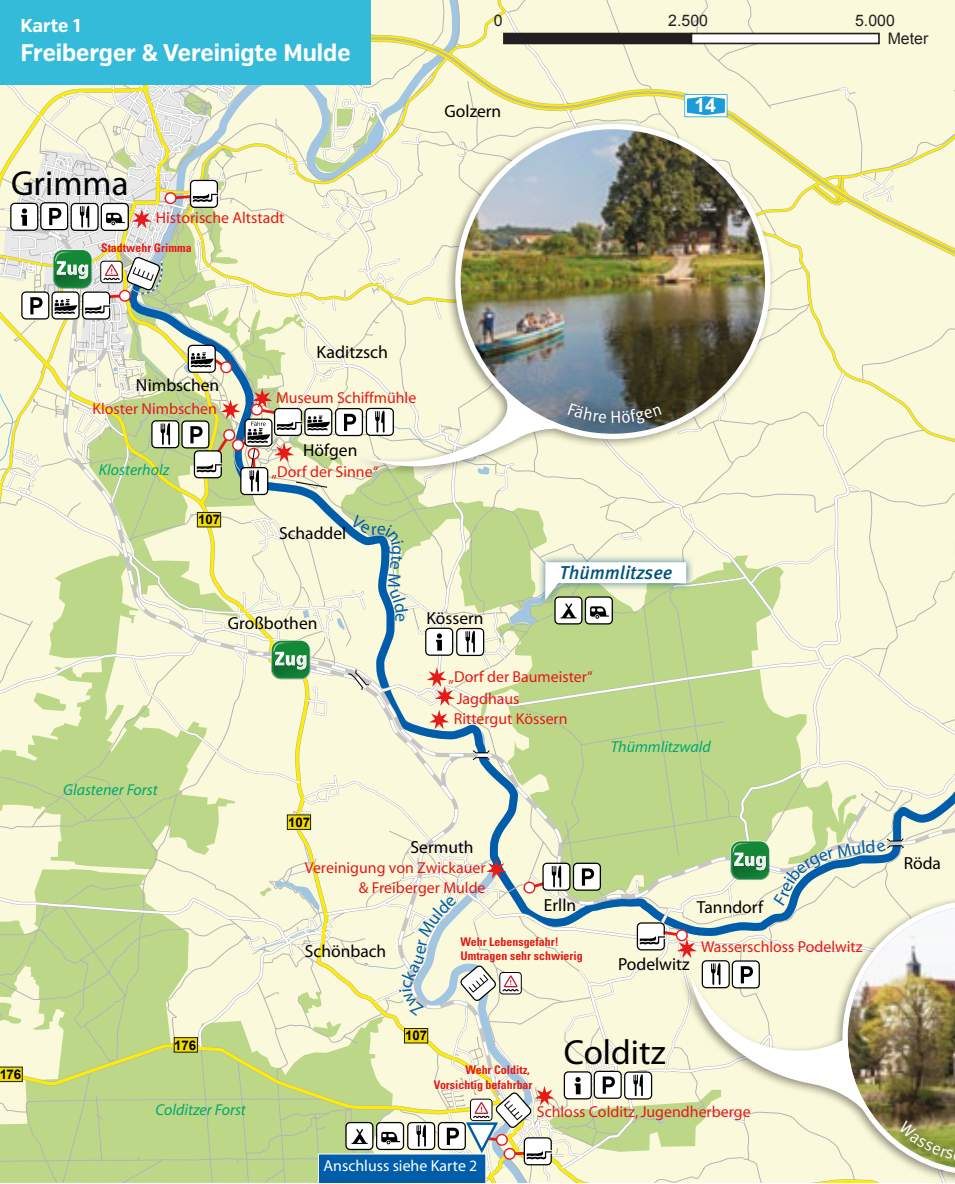 Karte 1
Freiberger & Vereinigte Mulde
0 2.500 5.000
Meter
14
Golzern
Grimma
i P
Historische Altstadt
Stadtwehr Grimma
Zug
P
Kaditzsch
Nimbschen
Museum Schiffmühle
Kloster Nimbschen
P
Fähre
P
Höfgen
„Dorf der Sinne“
Klosterholz
Fähre Höfgen
107
Schaddel
Vereinigte Mulde
Thümmlitzsee
Großbothen
Kössern
i
Zug
„Dorf der Baumeister“
Jagdhaus
Rittergut Kössern
Thümmlitzwald
Glastener Forst
107
Sermuth
Vereinigung von Zwickauer
& Freiberger Mulde
Zug
Freiberger Mulde
Röda
P
Erlln
Tanndorf
Zwickauer Mulde
Schönbach
Wehr Lebensgefahr!
Umtragen sehr schwierig
Podelwitz
Wasserschloss Podelwitz
P
107
176
176
Colditz
i P
Wehr Colditz,
Vorsichtig befahrbar
Schloss Colditz, Jugendherberge
Colditzer Forst
P
Anschluss siehe Karte 2